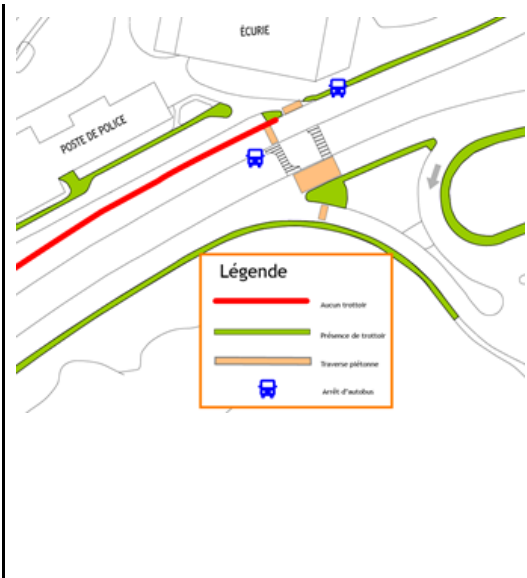 ÉCURIE
POSTE DE POLICE
Légende
Aucun trottoir
Présence de trottoir
Traverse piétonne
Arrêt d'autobus